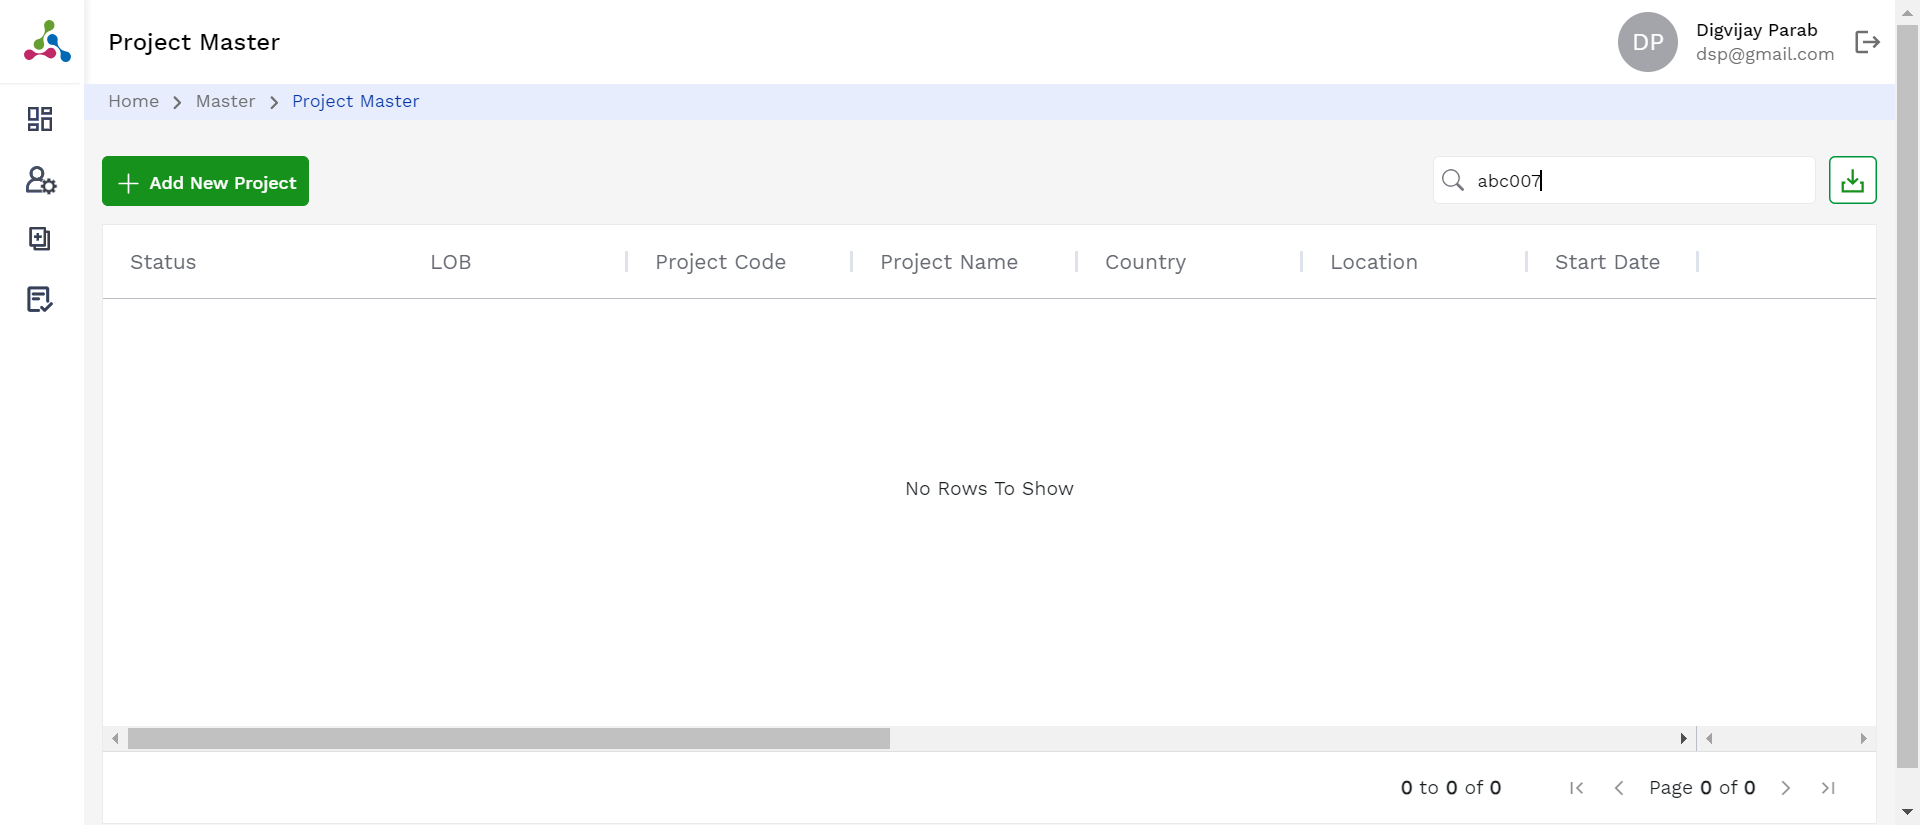 Project Master
DP
Digvijay Parab
dsp@gmail.com
Home > Master > Project Master
Add New Project
abc007
Status LOB Project Code Project Name Country Location Start Date
No Rows To Show
0 to 0 of 0 Page 0 of 0